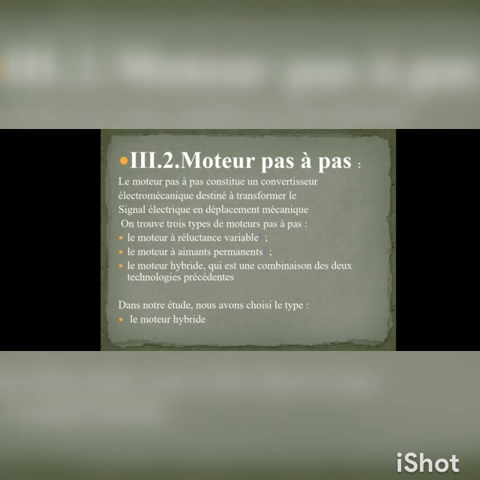 •III.2.Moteur pas à pas :
Le moteur pas à pas constitue un convertisseur
électromécanique destiné à transformer le
Signal électrique en déplacement mécanique
On trouve trois types de moteurs pas à pas :
• le moteur à réluctance variable ;
• le moteur à aimants permanents ;
• le moteur hybride, qui est une combinaison des deux
technologies précédentes
Dans notre étude, nous avons choisi le type :
• le moteur hybride
iShot